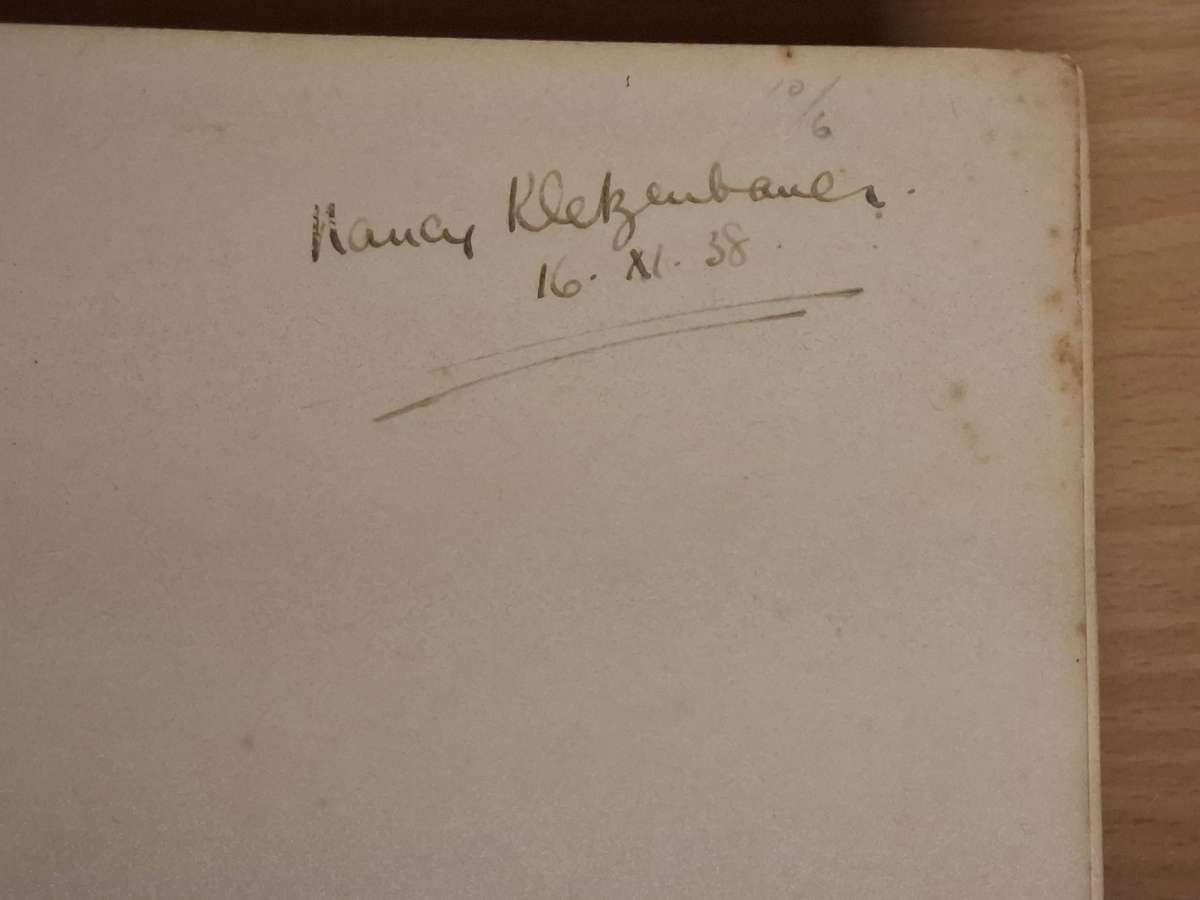 10/6
Nancy Kletzenbauer.
16. XI. 38.